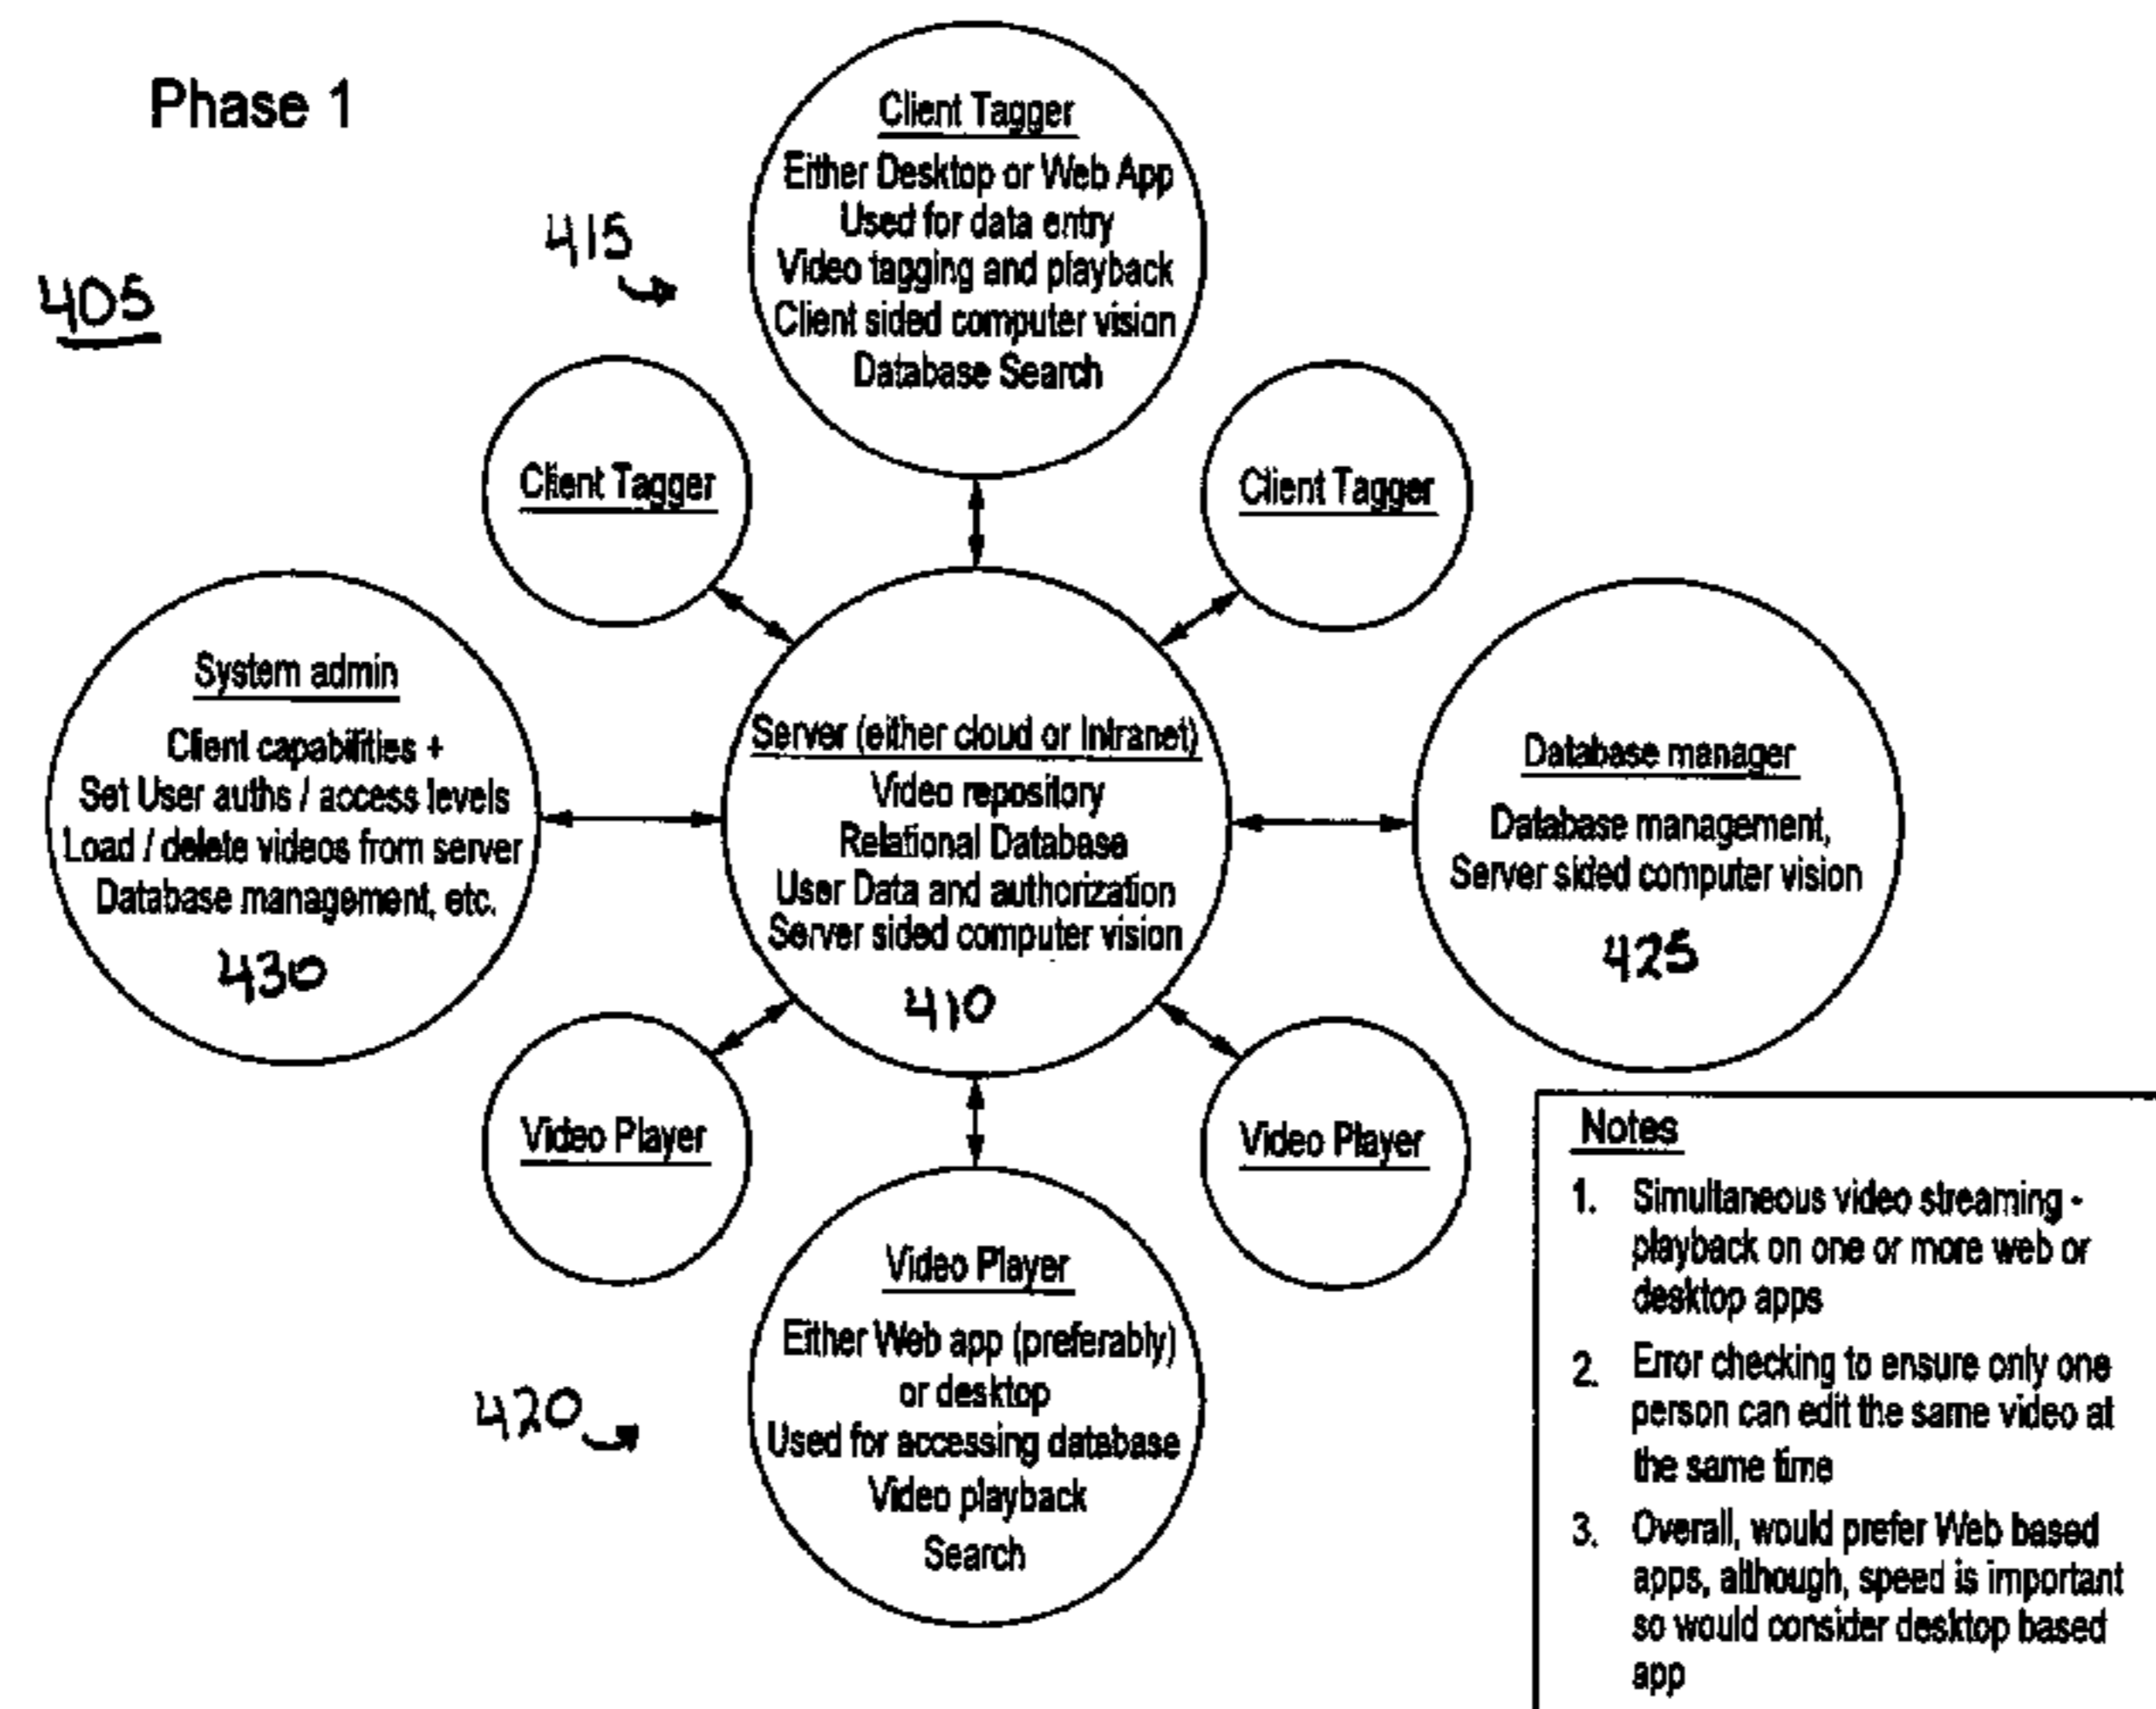 Phase 1
405
415
Client Tagger
Either Desktop or Web App
Used for data entry
Video tagging and playback
Client sided computer vision
Database Search
Client Tagger
Client Tagger
System admin
Client capabilities +
Set User auths / access levels
Load / delete videos from server
Database management, etc.
430
Server (either cloud or Intranet)
Video repository
Relational Database
User Data and authorization
Server sided computer vision
410
Database manager
Database management,
Server sided computer vision
425
Video Player
Video Player
420
Video Player
Either Web app (preferably)
or desktop
Used for accessing database
Video playback
Search
Notes
1. Simultaneous video streaming -
playback on one or more web or
desktop apps
2. Error checking to ensure only one
person can edit the same video at
the same time
3. Overall, would prefer Web based
apps, although, speed is important
so would consider desktop based
app